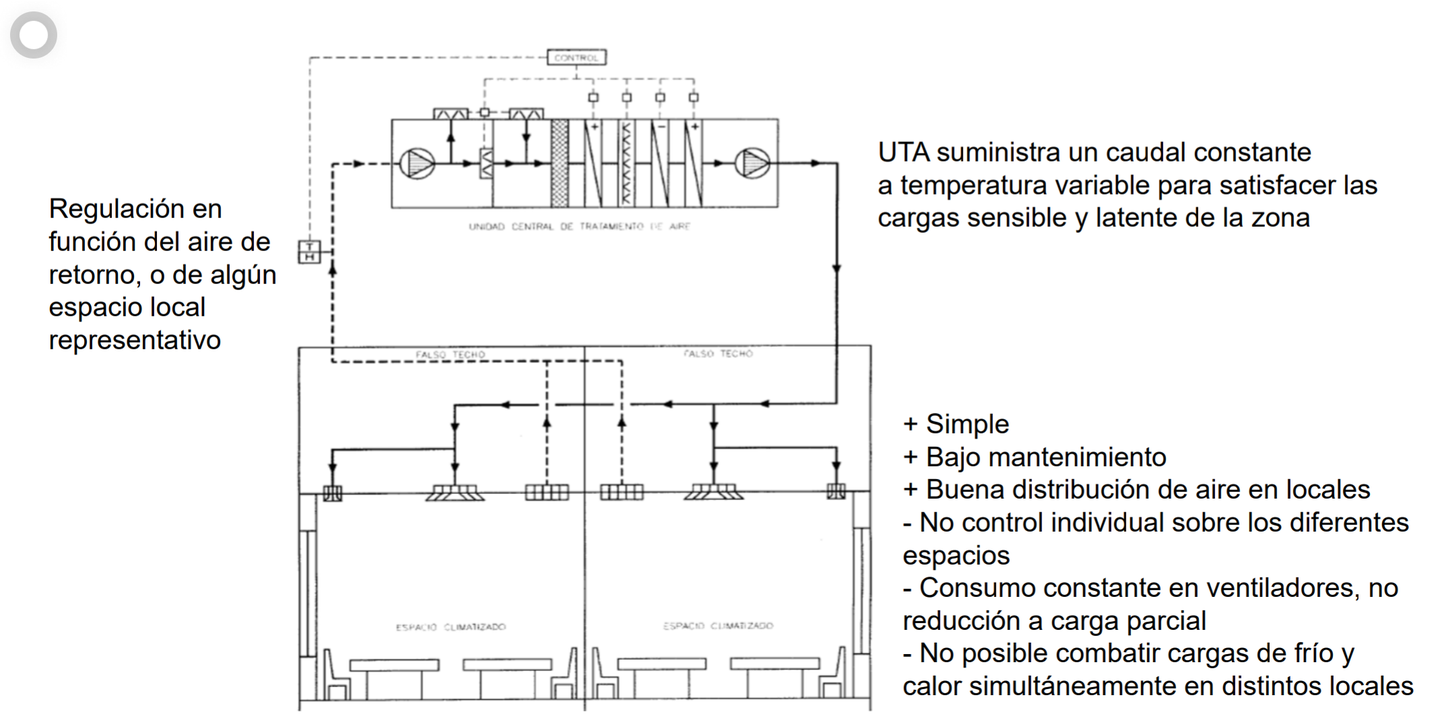 CONTROL
+
-
+
UNIDAD CENTRAL DE TRATAMIENTO DE AIRE
UTA suministra un caudal constante
a temperatura variable para satisfacer las
cargas sensible y latente de la zona
Regulación en
función del aire de
retorno, o de algún
espacio local
representativo
T
H
FALSO TECHO
FALSO TECHO
+ Simple
+ Bajo mantenimiento
+ Buena distribución de aire en locales
- No control individual sobre los diferentes
espacios
- Consumo constante en ventiladores, no
reducción a carga parcial
- No posible combatir cargas de frío y
calor simultáneamente en distintos locales
ESPACIO CLIMATIZADO
ESPACIO CLIMATIZADO